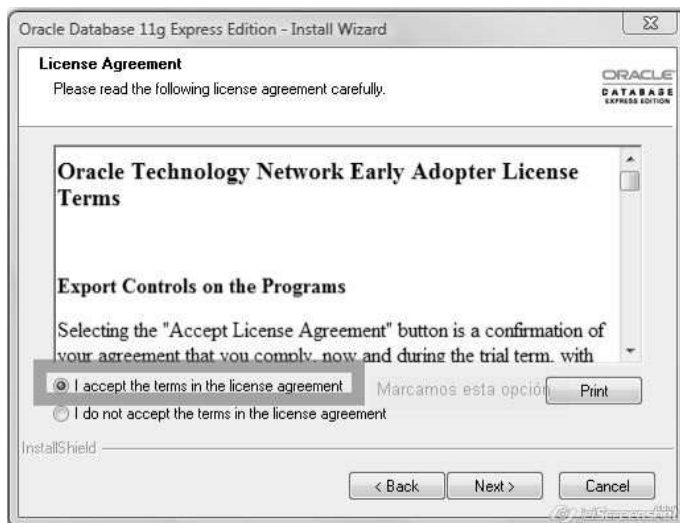 Oracle Database 11g Express Edition - Install Wizard
License Agreement
Please read the following license agreement carefully.
ORACLE
DATABASE
EXPRESS EDITION
Oracle Technology Network Early Adopter License
Terms
Export Controls on the Programs
Selecting the "Accept License Agreement" button is a confirmation of
your agreement that you comply, now and during the trial term, with
I accept the terms in the license agreement
Marcamos esta opción
Print
I do not accept the terms in the license agreement
InstallShield
< Back
Next >
Cancel